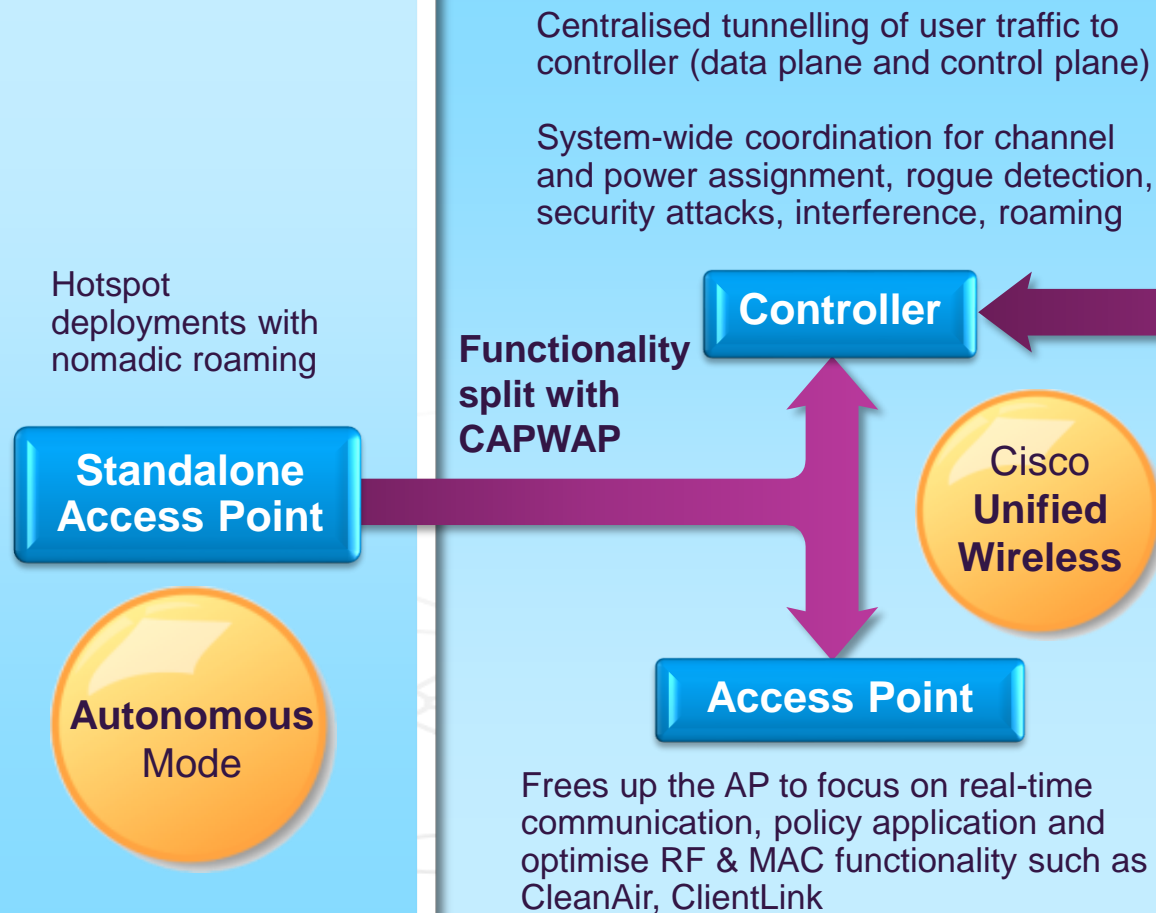 Centralised tunnelling of user traffic to
controller (data plane and control plane)
System-wide coordination for channel
and power assignment, rogue detection,
security attacks, interference, roaming
Hotspot
deployments with
nomadic roaming
Controller
Functionality
split with
CAPWAP
Standalone
Access Point
Cisco
Unified
Wireless
Autonomous
Mode
Access Point
Frees up the AP to focus on real-time
communication, policy application and
optimise RF & MAC functionality such as
CleanAir, ClientLink